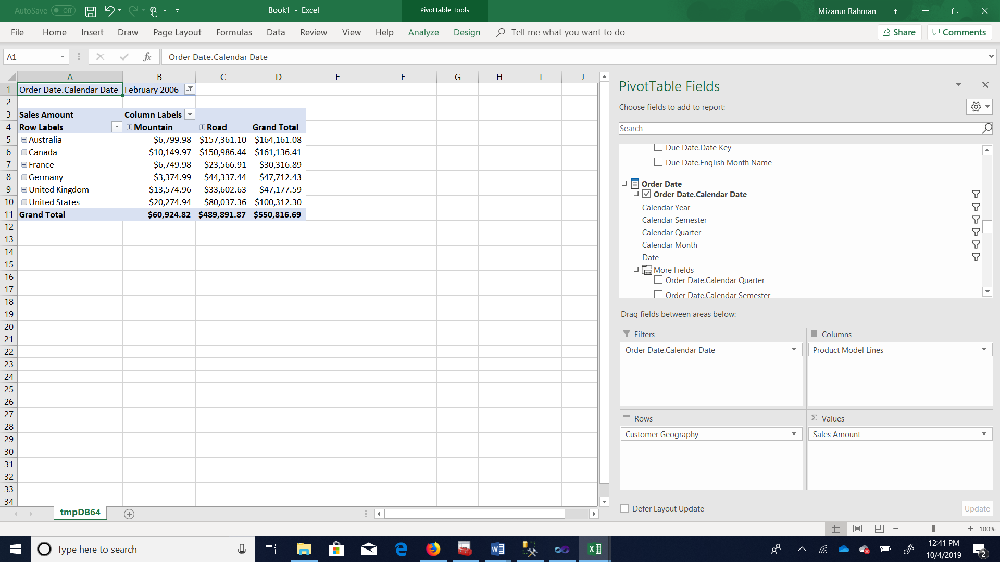 AutoSave Off Book1 - Excel PivotTable Tools Mizanur Rahman
File Home Insert Draw Page Layout Formulas Data Review View Help Analyze Design Tell me what you want to do Share Comments
A1 fx Order Date.Calendar Date
A B C D E F G H I J
1 Order Date.Calendar Date February 2006
2
3 Sales Amount Column Labels
4 Row Labels Mountain Road Grand Total
5 Australia $6,799.98 $157,361.10 $164,161.08
6 Canada $10,149.97 $150,986.44 $161,136.41
7 France $6,749.98 $23,566.91 $30,316.89
8 Germany $3,374.99 $44,337.44 $47,712.43
9 United Kingdom $13,574.96 $33,602.63 $47,177.59
10 United States $20,274.94 $80,037.36 $100,312.30
11 Grand Total $60,924.82 $489,891.87 $550,816.69
12
13
14
15
16
17
18
19
20
21
22
23
24
25
26
27
28
29
30
31
32
33
34
tmpDB64
PivotTable Fields
Choose fields to add to report:
Search
Due Date.Date Key
Due Date.English Month Name
Order Date
Order Date.Calendar Date
Calendar Year
Calendar Semester
Calendar Quarter
Calendar Month
Date
More Fields
Order Date.Calendar Quarter
Order Date.Calendar Semester
Drag fields between areas below:
Filters Columns
Order Date.Calendar Date Product Model Lines
Rows Σ Values
Customer Geography Sales Amount
Defer Layout Update Update
100%
Type here to search
12:41 PM
10/4/2019
2